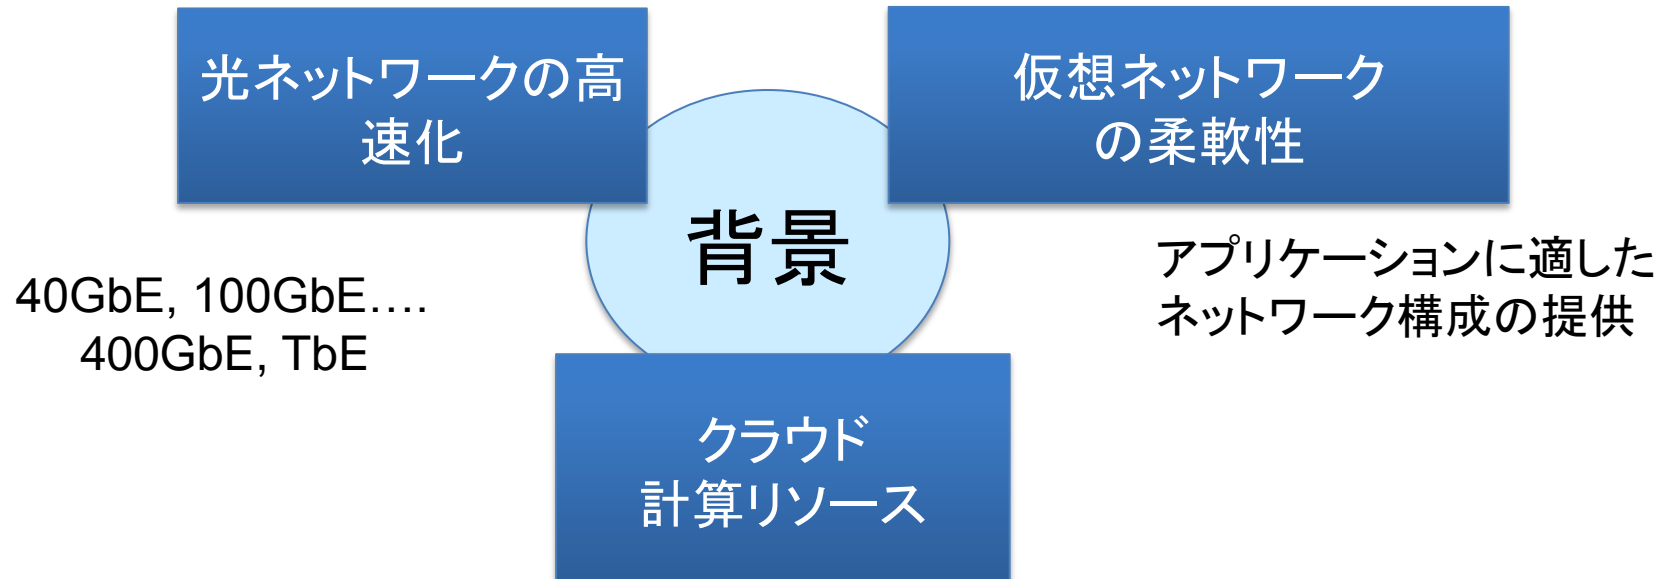 光ネットワークの高
速化
仮想ネットワーク
の柔軟性
背景
40GbE, 100GbE….
400GbE, TbE
アプリケーションに適した
ネットワーク構成の提供
クラウド
計算リソース